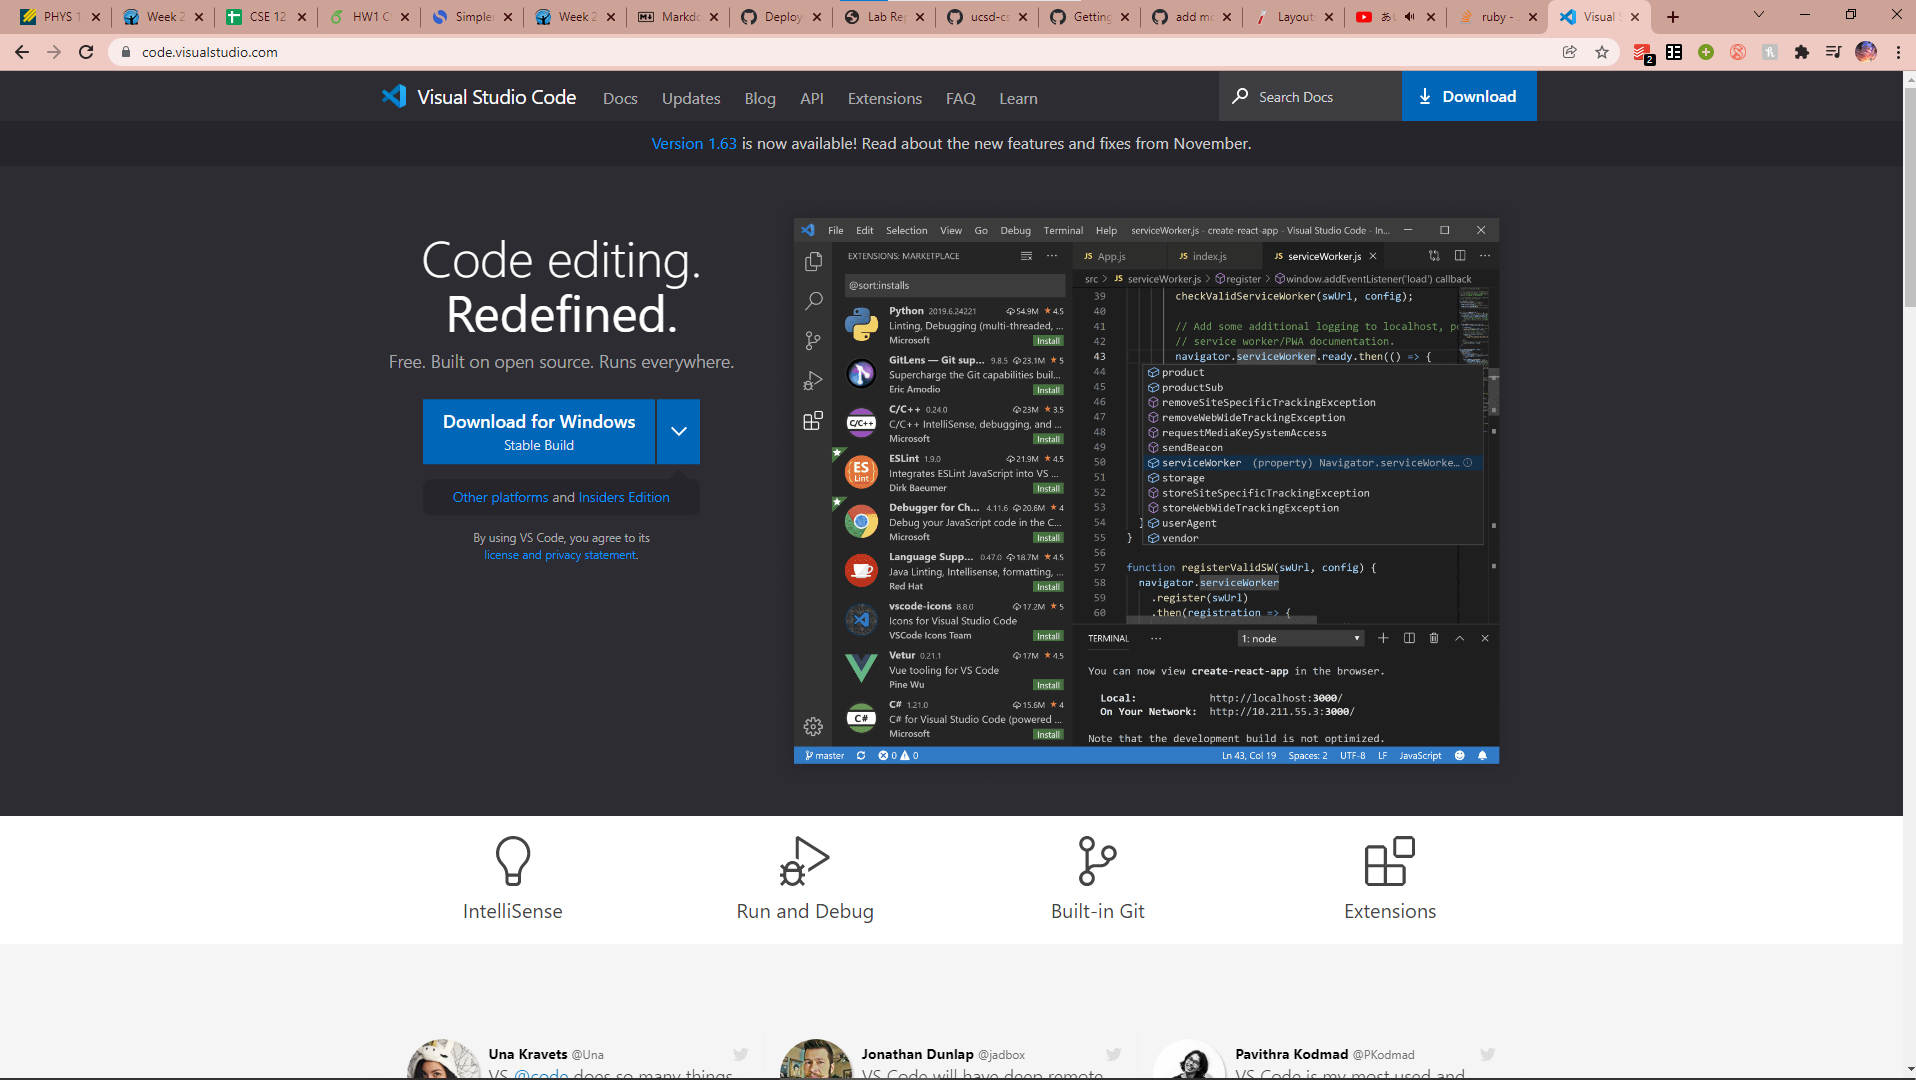 PHYS 1
Week 2
CSE 12
HW1 C
Simple
Week 2
Markdo
Deploy
Lab Re
ucsd-c
Getting
add m
Layout
あ
ruby -
Visual S
code.visualstudio.com
2
Visual Studio Code
Docs
Updates
Blog
API
Extensions
FAQ
Learn
Search Docs
Download
Version 1.63 is now available! Read about the new features and fixes from November.
Code editing.
Redefined.
Free. Built on open source. Runs everywhere.
Download for Windows
Stable Build
Other platforms and Insiders Edition
By using VS Code, you agree to its
license and privacy statement.
File Edit Selection View Go Debug Terminal Help serviceWorker.js - create-react-app - Visual Studio Code - In...
EXTENSIONS: MARKETPLACE
@sort:installs
Python 2019.6.24221 54.9M 4.5
Linting, Debugging (multi-threaded, ...
Microsoft Install
GitLens — Git sup... 9.8.5 23.1M 5
Supercharge the Git capabilities buil...
Eric Amodio Install
C/C++
C/C++ 0.24.0 23M 3.5
C/C++ IntelliSense, debugging, and ...
Microsoft Install
ES
Lint
ESLint 1.9.0 21.9M 4.5
Integrates ESLint JavaScript into VS ...
Dirk Baeumer Install
Debugger for Ch... 4.11.6 20.6M 4
Debug your JavaScript code in the C...
Microsoft Install
Language Supp... 0.47.0 18.7M 4.5
Java Linting, Intellisense, formatting, ...
Red Hat Install
vscode-icons 8.8.0 17.2M 5
Icons for Visual Studio Code
VSCode Icons Team Install
Vetur 0.21.1 17M 4.5
Vue tooling for VS Code
Pine Wu Install
C#
C# 1.21.0 15.6M 4
C# for Visual Studio Code (powered ...
Microsoft Install
JS App.js
JS index.js
JS serviceWorker.js
src > JS serviceWorker.js > register > window.addEventListener('load') callback
39 checkValidServiceWorker(swUrl, config);
40
41 // Add some additional logging to localhost, p
42 // service worker/PWA documentation.
43 navigator.serviceWorker.ready.then(() => {
44 product
45 productSub
46 removeSiteSpecificTrackingException
47 removeWebWideTrackingException
48 requestMediaKeySystemAccess
49 sendBeacon
50 serviceWorker (property) Navigator.serviceWorke...
51 storage
52 storeSiteSpecificTrackingException
53 storeWebWideTrackingException
54 } userAgent
55 } vendor
56
57 function registerValidSW(swUrl, config) {
58 navigator.serviceWorker
59 .register(swUrl)
60 .then(registration => {
TERMINAL ... 1: node
You can now view create-react-app in the browser.
Local: http://localhost:3000/
On Your Network: http://10.211.55.3:3000/
Note that the development build is not optimized.
master 0 0 Ln 43, Col 19 Spaces: 2 UTF-8 LF JavaScript
IntelliSense
Run and Debug
Built-in Git
Extensions
Una Kravets @Una
VS @code does so many things
Jonathan Dunlap @jadbox
VS Code will have deep remote
Pavithra Kodmad @PKodmad
VS Code is my most used and